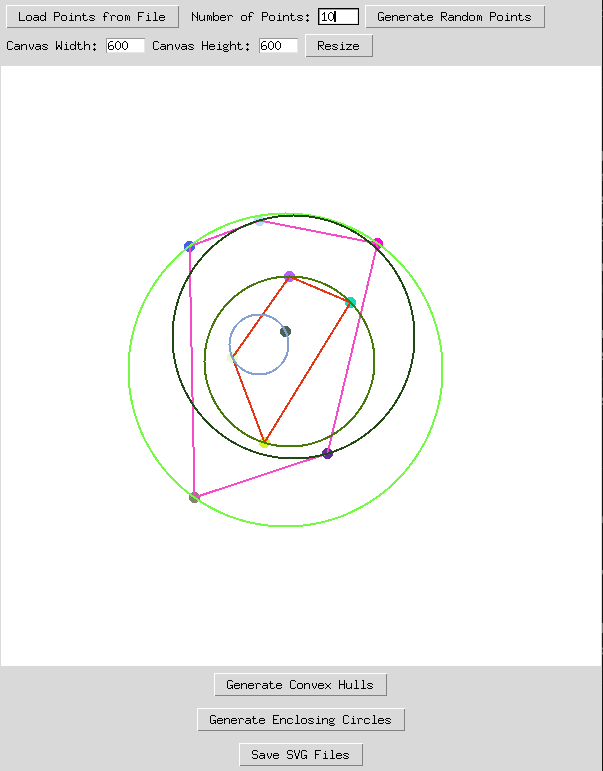 Load Points from File Number of Points: 10 Generate Random Points
Canvas Width: 600 Canvas Height: 600 Resize
Generate Convex Hulls
Generate Enclosing Circles
Save SVG Files